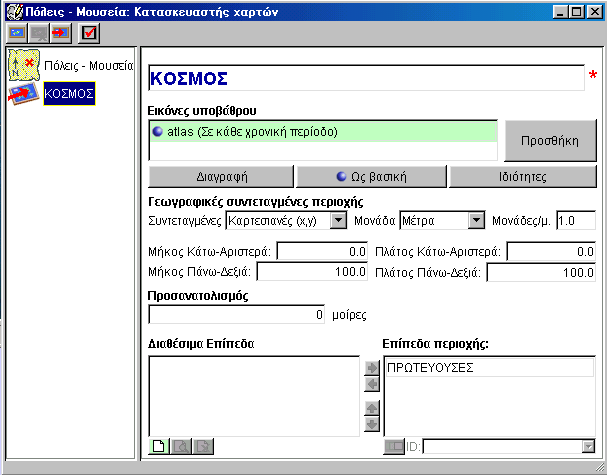 Πόλεις - Μουσεία: Κατασκευαστής χαρτών
Πόλεις - Μουσεία
ΚΟΣΜΟΣ
ΚΟΣΜΟΣ *
Εικόνες υποβάθρου
atlas (Σε κάθε χρονική περίοδο)
Προσθήκη
Διαγραφή Ως βασική Ιδιότητες
Γεωγραφικές συντεταγμένες περιοχής
Συντεταγμένες Καρτεσιανές (x,y) Μονάδα Μέτρα Μονάδες/μ. 1.0
Μήκος Κάτω-Αριστερά: 0.0 Πλάτος Κάτω-Αριστερά: 0.0
Μήκος Πάνω-Δεξιά: 100.0 Πλάτος Πάνω-Δεξιά: 100.0
Προσανατολισμός
0 μοίρες
Διαθέσιμα Επίπεδα Επίπεδα περιοχής:
ΠΡΩΤΕΥΟΥΣΕΣ
ID: